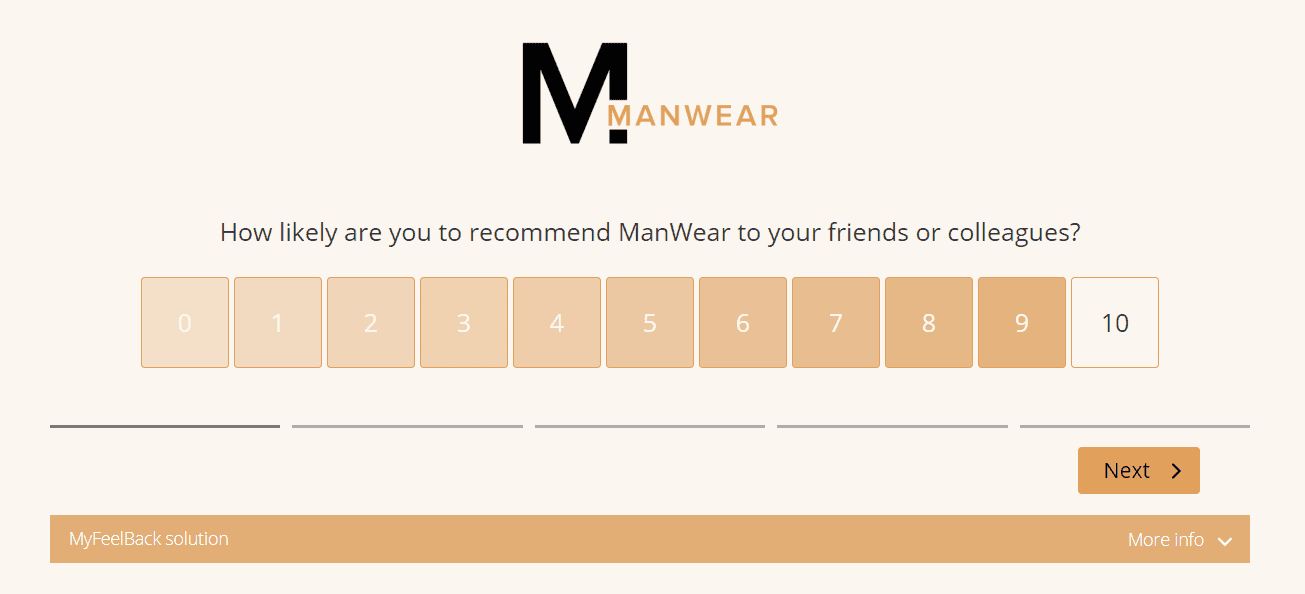 M
MANWEAR
How likely are you to recommend ManWear to your friends or colleagues?
0 1 2 3 4 5 6 7 8 9 10
Next
MyFeelBack solution
More info